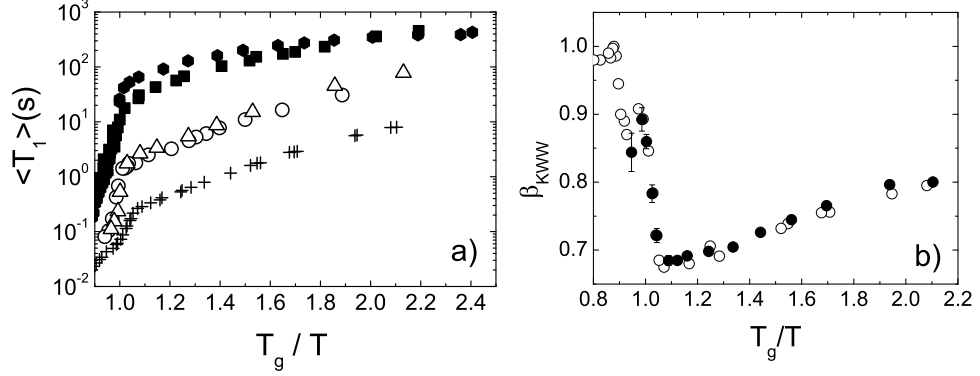 <T₁>(s)
10³
10²
10¹
10⁰
10⁻¹
10⁻²
1.0 1.2 1.4 1.6 1.8 2.0 2.2 2.4
T_g / T
a)
β_KWW
1.0
0.9
0.8
0.7
0.8 1.0 1.2 1.4 1.6 1.8 2.0 2.2
T_g/T
b)